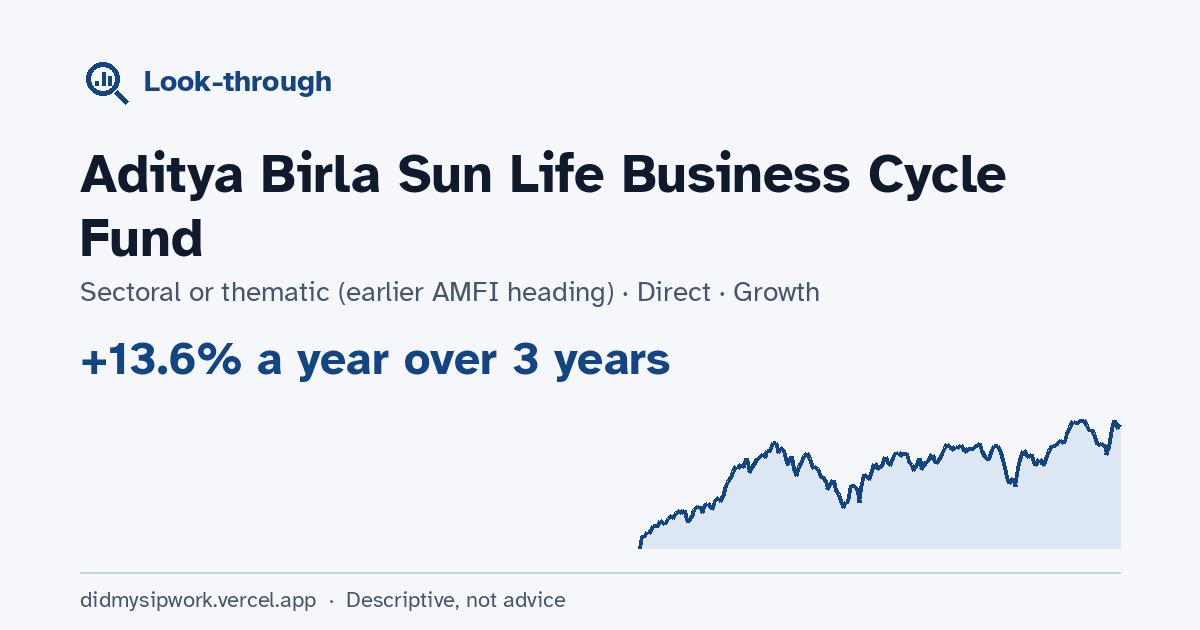 Look-through
Aditya Birla Sun Life Business Cycle
Fund
Sectoral or thematic (earlier AMFI heading) · Direct · Growth
+13.6% a year over 3 years
didmysipwork.vercel.app · Descriptive, not advice